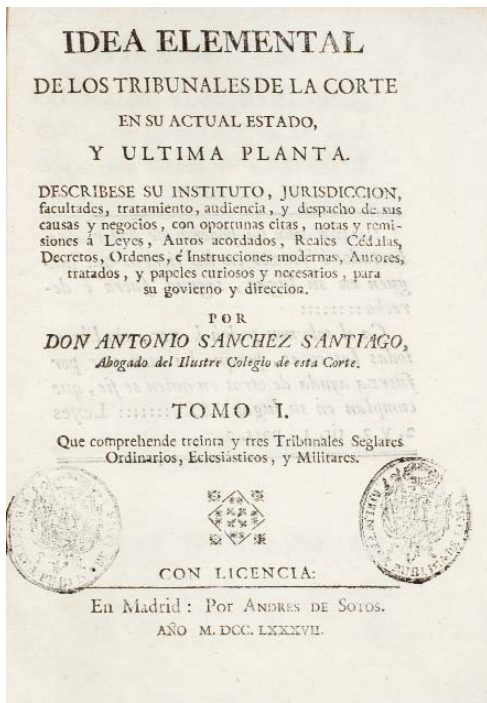 IDEA ELEMENTAL
DE LOS TRIBUNALES DE LA CORTE
EN SU ACTUAL ESTADO,
Y ULTIMA PLANTA.
DESCRIBESE SU INSTITUTO, JURISDICCION,
facultades, tratamiento, audiencia, y despacho de sus
causas y negocios, con oportunas citas, notas y remi-
siones á Leyes, Autos acordados, Reales Cédulas,
Decretos, Ordenes, é Instrucciones modernas, Autores,
tratados, y papeles curiosos y necesarios, para
su govierno y direccion.
POR
DON ANTONIO SANCHEZ SANTIAGO,
Abogado del Ilustre Colegio de esta Corte.
TOMO I.
Que comprehende treinta y tres Tribunales Seglares
Ordinarios, Eclesiásticos, y Militares.
CON LICENCIA:
En Madrid: Por ANDRES DE SOTOS.
AÑO M. DCC. LXXXVII.